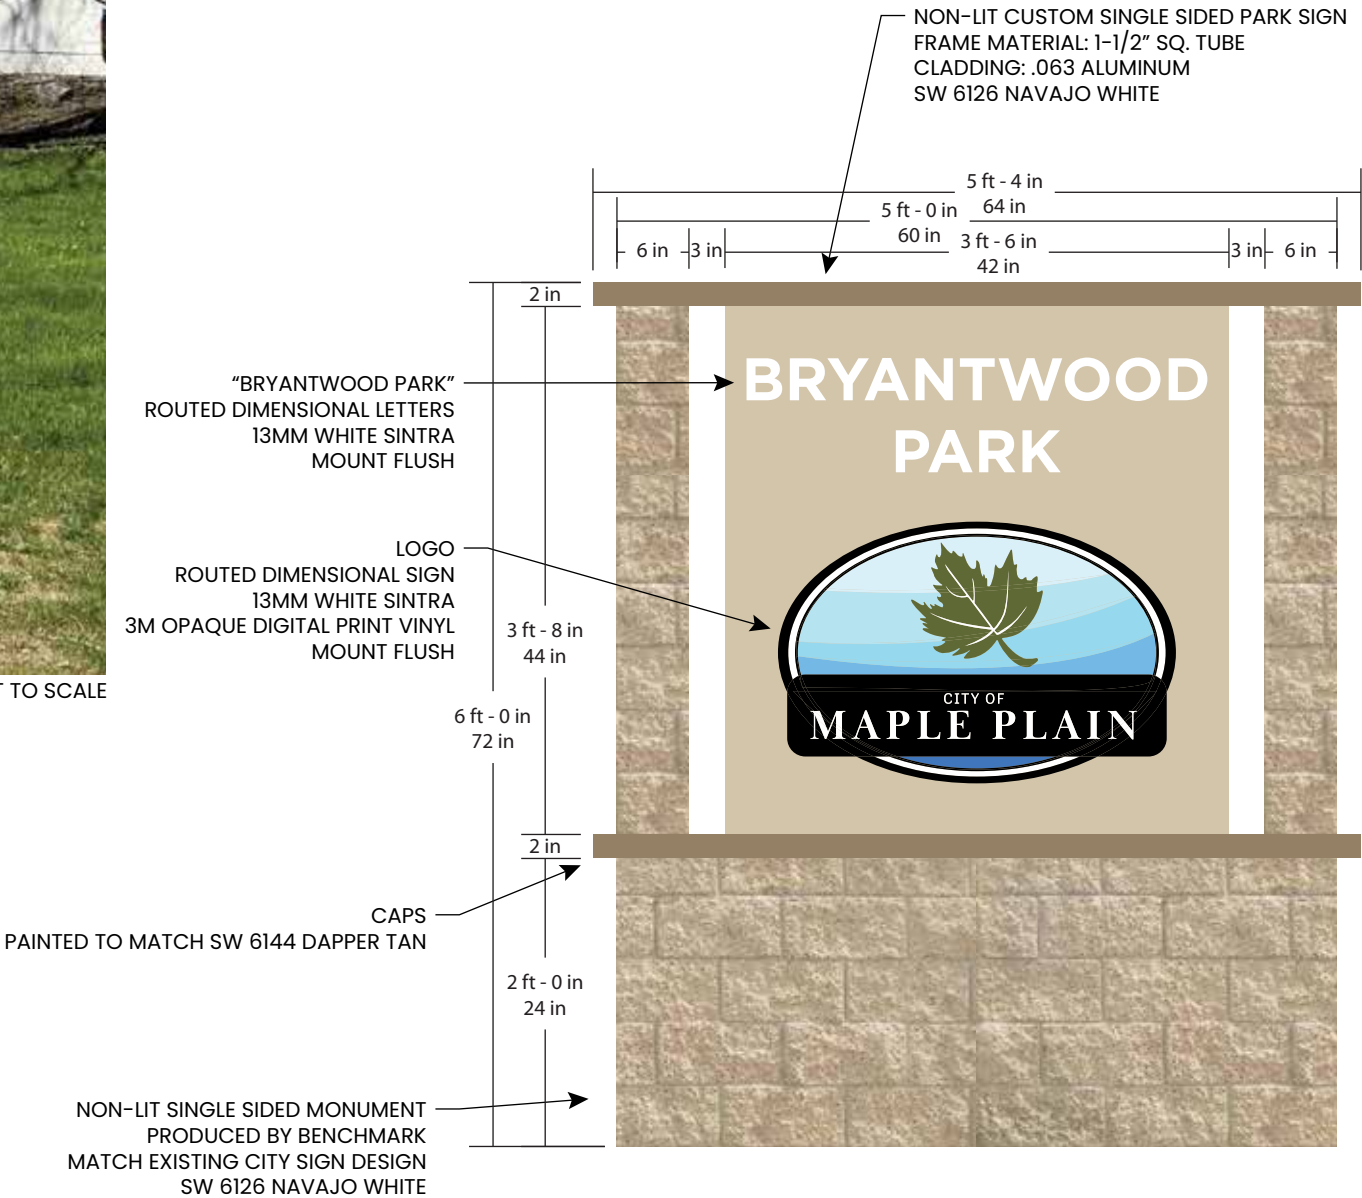 NON-LIT CUSTOM SINGLE SIDED PARK SIGN
FRAME MATERIAL: 1-1/2” SQ. TUBE
CLADDING: .063 ALUMINUM
SW 6126 NAVAJO WHITE
5 ft - 4 in
64 in
5 ft - 0 in
60 in
3 ft - 6 in
42 in
6 in
3 in
3 in
6 in
2 in
“BRYANTWOOD PARK”
ROUTED DIMENSIONAL LETTERS
13MM WHITE SINTRA
MOUNT FLUSH
BRYANTWOOD
PARK
LOGO
ROUTED DIMENSIONAL SIGN
13MM WHITE SINTRA
3M OPAQUE DIGITAL PRINT VINYL
MOUNT FLUSH
3 ft - 8 in
44 in
T TO SCALE
CITY OF
MAPLE PLAIN
6 ft - 0 in
72 in
2 in
CAPS
PAINTED TO MATCH SW 6144 DAPPER TAN
2 ft - 0 in
24 in
NON-LIT SINGLE SIDED MONUMENT
PRODUCED BY BENCHMARK
MATCH EXISTING CITY SIGN DESIGN
SW 6126 NAVAJO WHITE